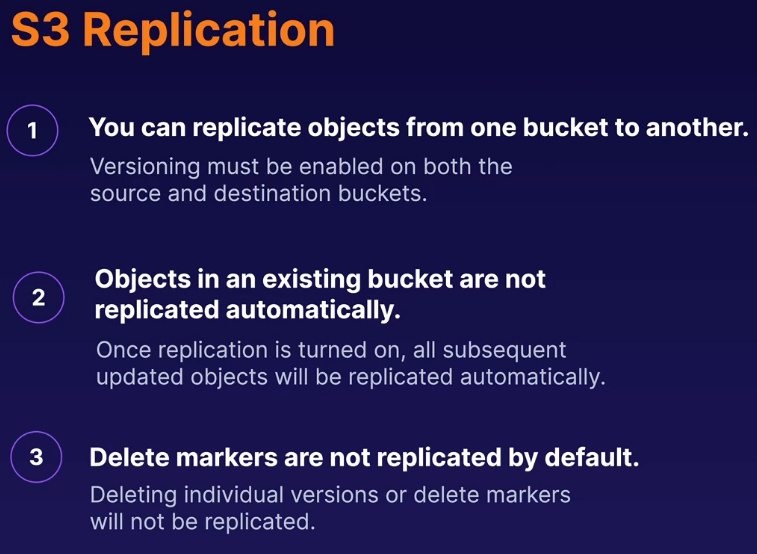 S3 Replication
1
You can replicate objects from one bucket to another.
Versioning must be enabled on both the
source and destination buckets.
2
Objects in an existing bucket are not
replicated automatically.
Once replication is turned on, all subsequent
updated objects will be replicated automatically.
3
Delete markers are not replicated by default.
Deleting individual versions or delete markers
will not be replicated.